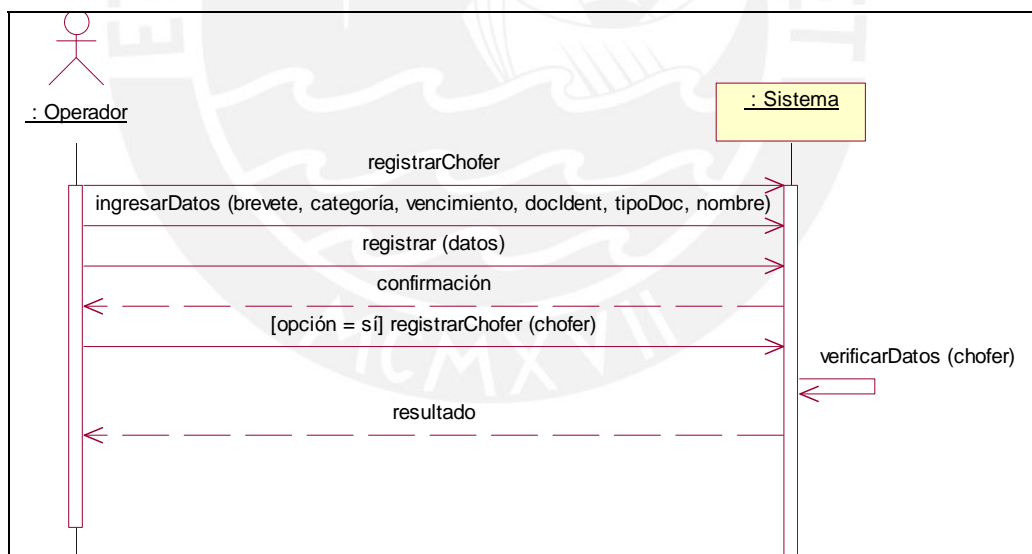 : Operador
: Sistema
registrarChofer
ingresarDatos (brevete, categoría, vencimiento, docIdent, tipoDoc, nombre)
registrar (datos)
confirmación
[opción = sí] registrarChofer (chofer)
verificarDatos (chofer)
resultado
MCMXVII